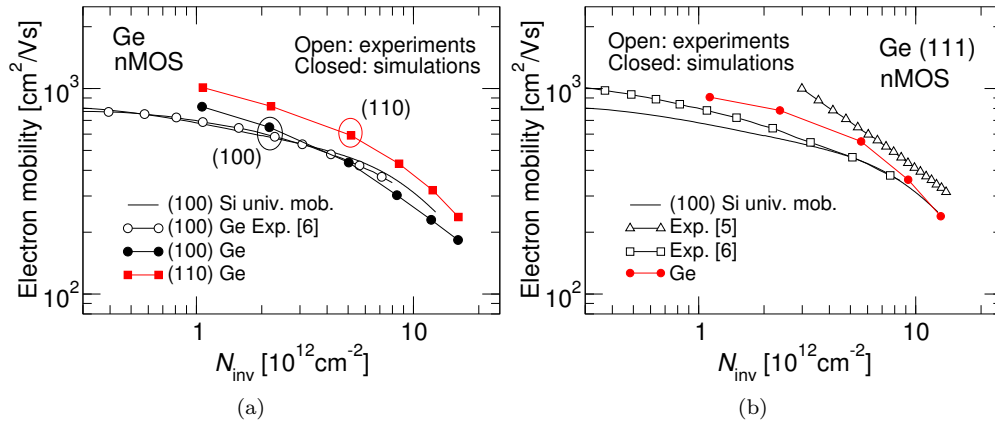 Ge
nMOS
Open: experiments
Closed: simulations
(110)
(100)
(100) Si univ. mob.
(100) Ge Exp. [6]
(100) Ge
(110) Ge
Electron mobility [cm²/Vs]
10³
10²
1
10
N_inv [10¹²cm⁻²]
(a)
Open: experiments
Closed: simulations
Ge (111)
nMOS
(100) Si univ. mob.
Exp. [5]
Exp. [6]
Ge
Electron mobility [cm²/Vs]
10³
10²
1
10
N_inv [10¹²cm⁻²]
(b)